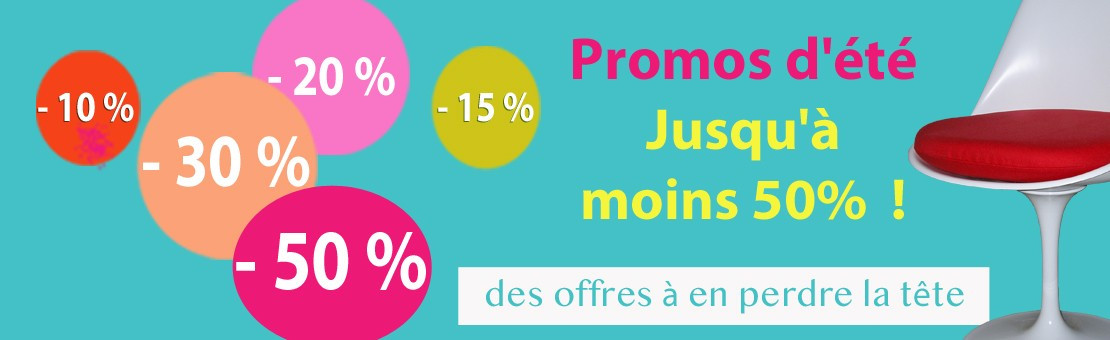 - 10 %
- 20 %
- 15 %
- 30 %
- 50 %
Promos d'été
Jusqu'à
moins 50% !
des offres à en perdre la tête